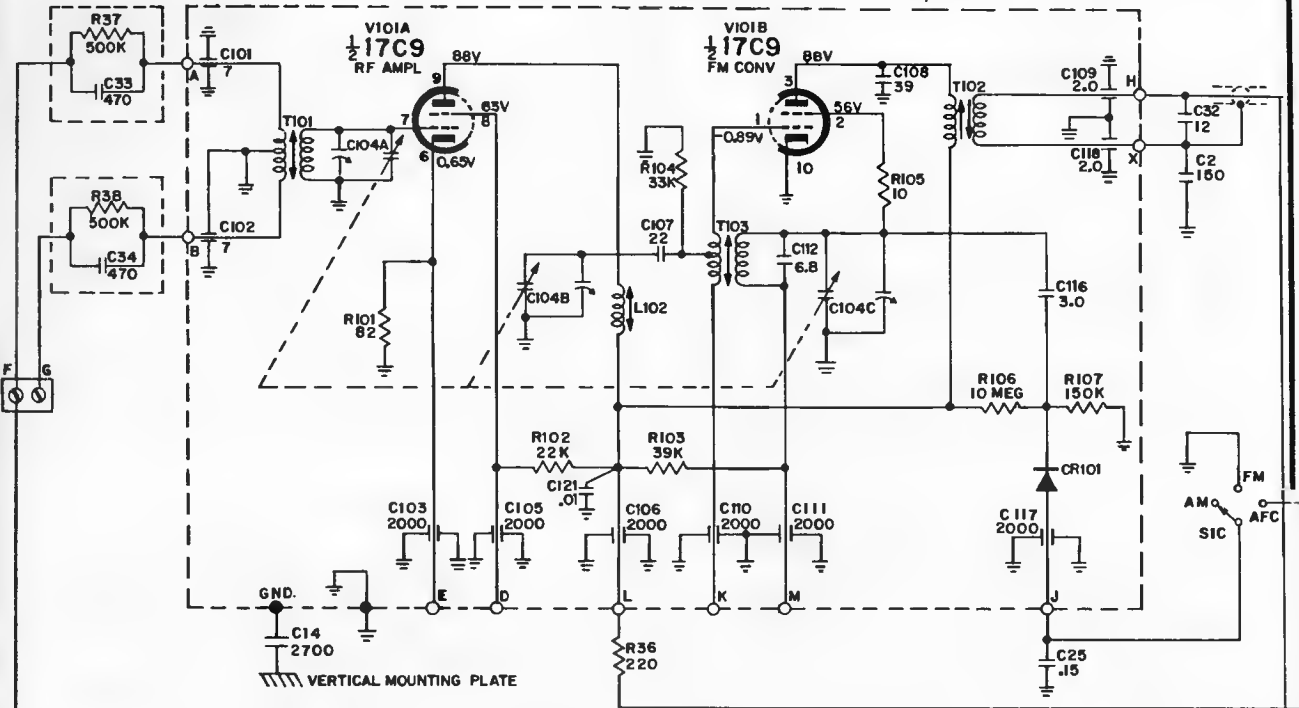 R37
500K
C33
470
A
C101
7
T101
C104A
V101A
½ 17C9
RF AMPL
88V
9
63V
8
7
6
0.65V
V101B
½ 17C9
FM CONV
88V
3
C108
39
56V
2
1
0.89V
10
T102
C109
2.0
H
C32
12
C118
2.0
X
C2
150
R38
500K
C34
470
B
C102
7
R104
33K
R105
10
C107
22
T103
C112
6.8
C104B
L102
C104C
C116
3.0
R101
82
F G
R106
10 MEG
R107
150K
R102
22K
R103
39K
C121
.01
CR101
FM
AM
AFC
S1C
C103
2000
C105
2000
C106
2000
C110
2000
C111
2000
C117
2000
GND.
E
D
L
K
M
J
C14
2700
R36
220
C25
.15
VERTICAL MOUNTING PLATE